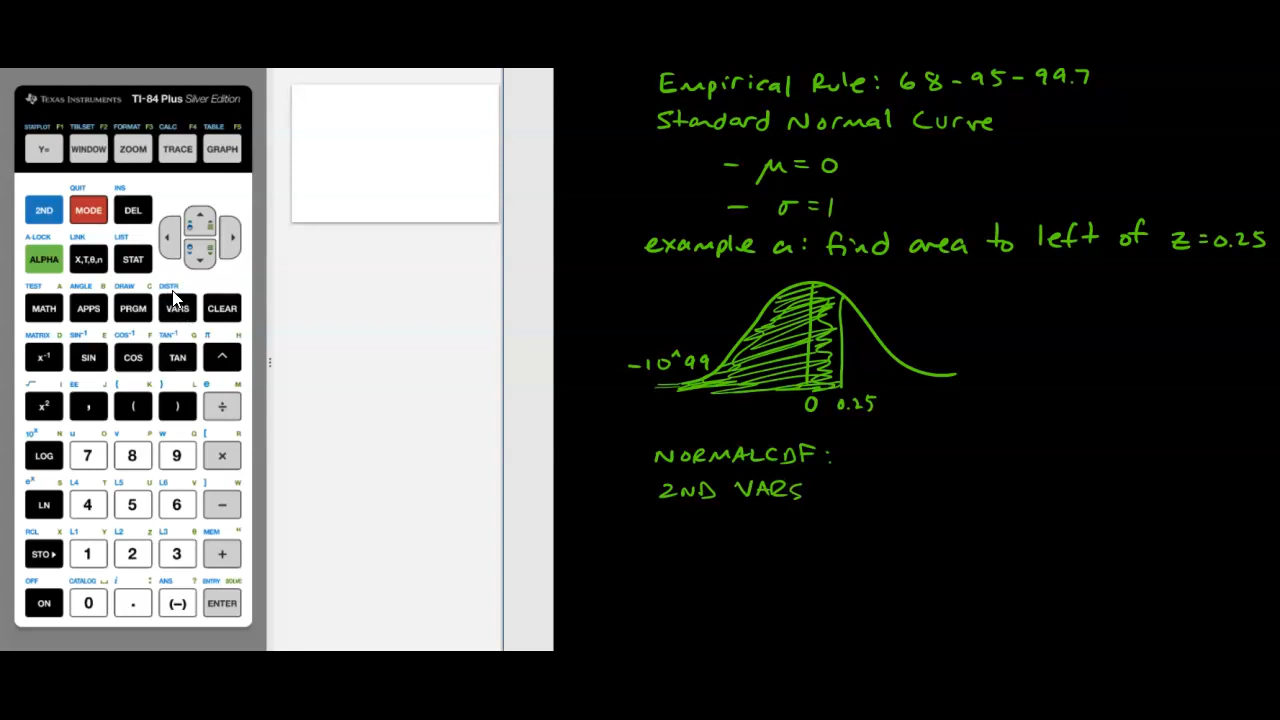 TEXAS INSTRUMENTS TI-84 Plus Silver Edition
STATPLOT F1 TBLSET F2 FORMAT F3 CALC F4 TABLE F5
Y= WINDOW ZOOM TRACE GRAPH
QUIT INS
2ND MODE DEL
A-LOCK LINK LIST
ALPHA X,T,θ,n STAT
TEST A ANGLE B DRAW C DISTR
MATH APPS PRGM VARS CLEAR
MATRIX D SIN⁻¹ E COS⁻¹ F TAN⁻¹ G π H
x⁻¹ SIN COS TAN ^
√ I EE J { K } L e M
x² , ( ) ÷
10ˣ N u O v P w Q [ R
LOG 7 8 9 ×
eˣ S L4 T L5 U L6 V ] W
LN 4 5 6 −
RCL X L1 Y L2 Z L3 θ MEM "
STO▸ 1 2 3 +
OFF CATALOG ⎵ i : ANS ? ENTRY SOLVE
ON 0 . (−) ENTER
Empirical Rule: 68-95-99.7
Standard Normal Curve
- μ = 0
- σ = 1
example a: find area to left of z=0.25
-10^99
0 0.25
NORMALCDF:
2ND VARS